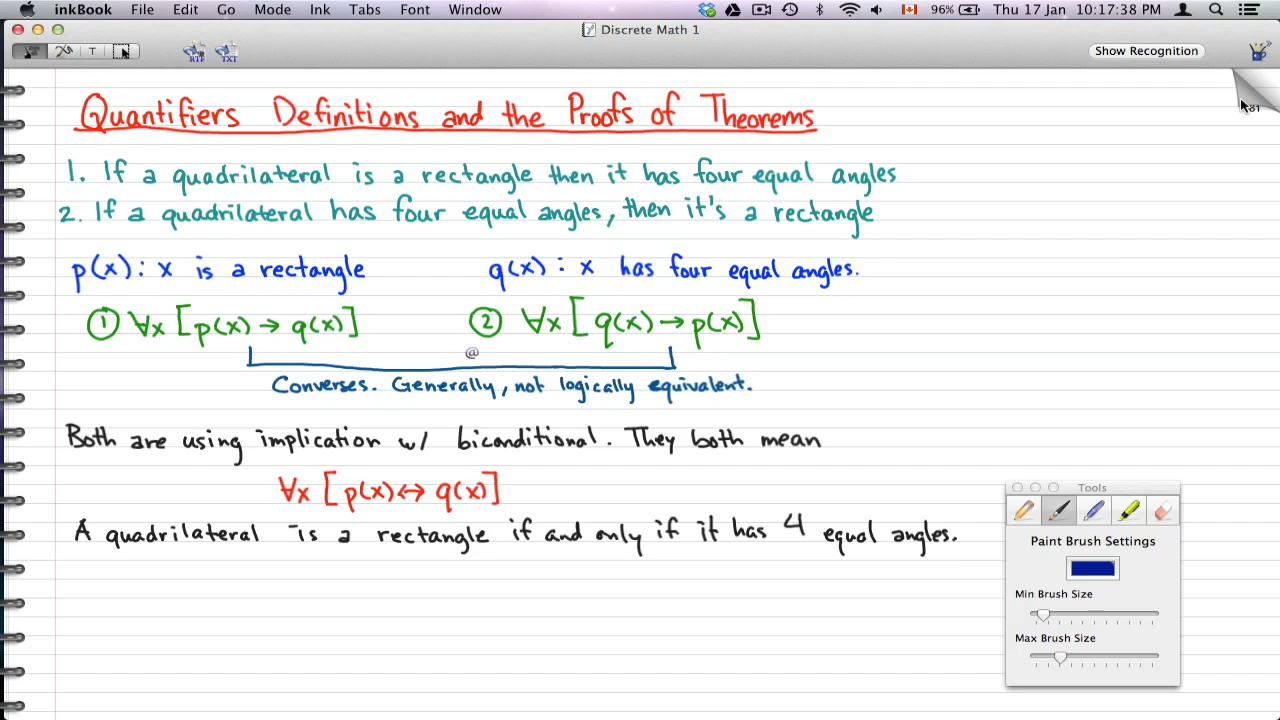 inkBook File Edit Go Mode Ink Tabs Font Window 96% Thu 17 Jan 10:17:38 PM
Discrete Math 1
T RTF TXT Show Recognition
81
Quantifiers Definitions and the Proofs of Theorems
1. If a quadrilateral is a rectangle then it has four equal angles
2. If a quadrilateral has four equal angles, then it's a rectangle
p(x): x is a rectangle q(x): x has four equal angles.
① ∀x [p(x) → q(x)] ② ∀x [q(x) → p(x)]
@
Converses. Generally, not logically equivalent.
Both are using implication w/ biconditional. They both mean
∀x [p(x) ↔ q(x)]
A quadrilateral is a rectangle if and only if it has 4 equal angles.
Tools
Paint Brush Settings
Min Brush Size
Max Brush Size